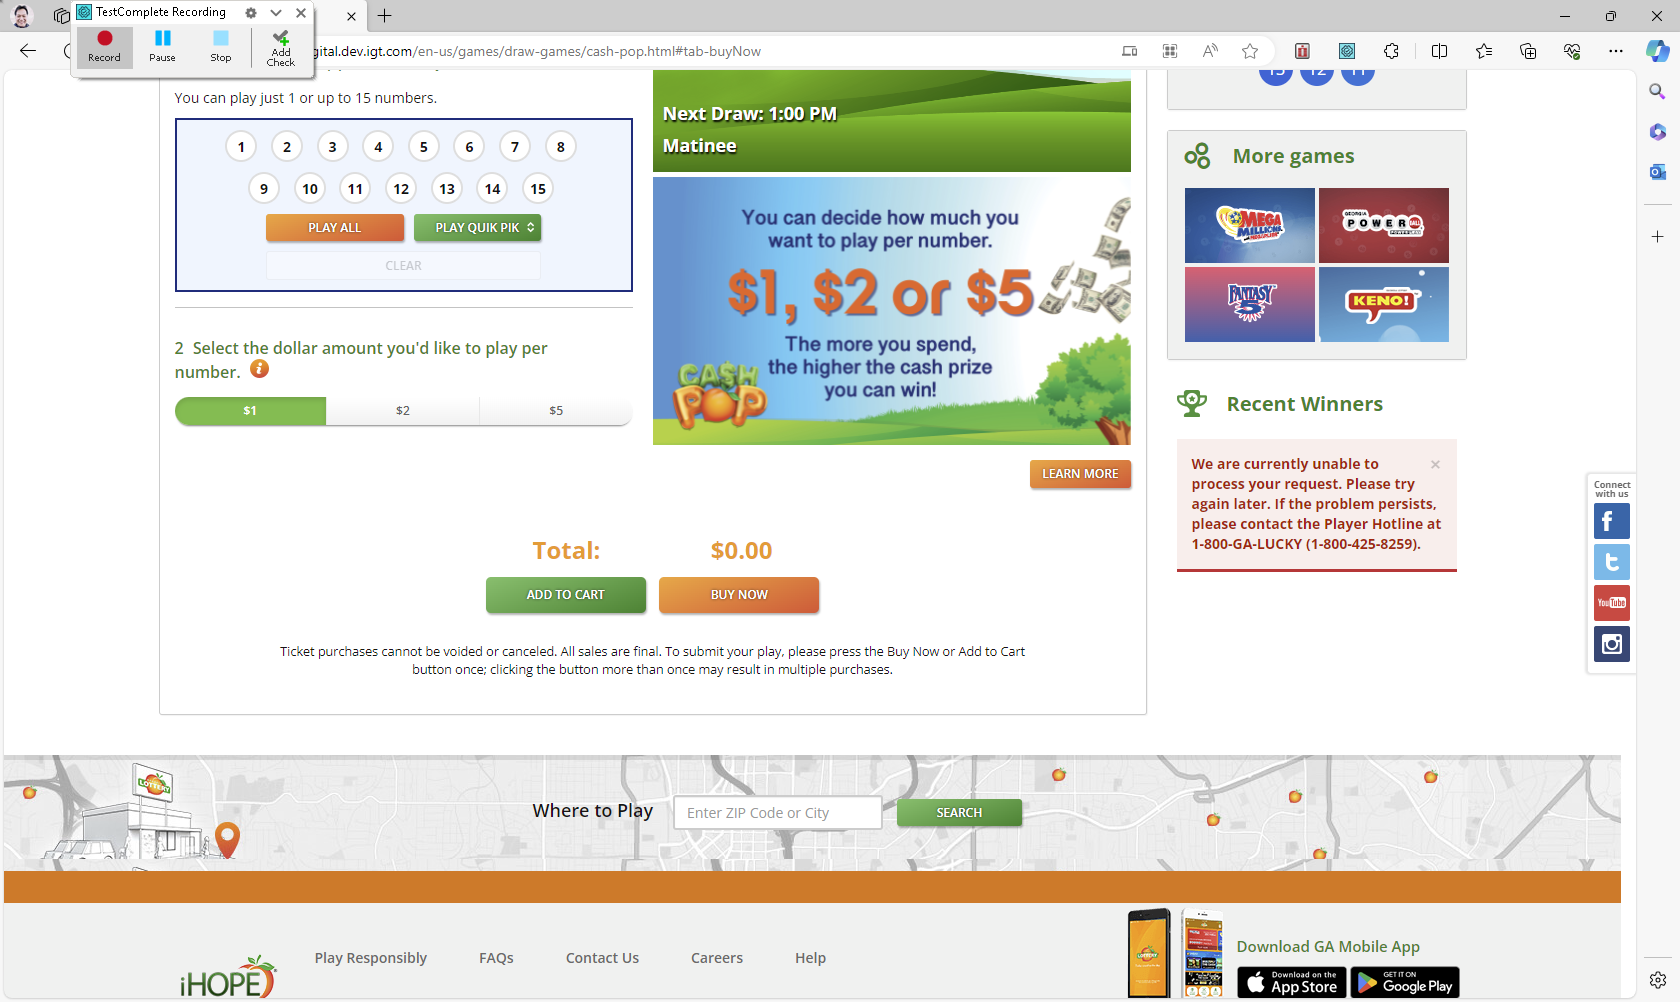 TestComplete Recording
Record
Pause
Stop
Add
Check
gital.dev.igt.com/en-us/games/draw-games/cash-pop.html#tab-buyNow
You can play just 1 or up to 15 numbers.
1 2 3 4 5 6 7 8
9 10 11 12 13 14 15
PLAY ALL
PLAY QUIK PIK
CLEAR
2 Select the dollar amount you'd like to play per
number.
$1
$2
$5
Next Draw: 1:00 PM
Matinee
You can decide how much you
want to play per number.
$1, $2 or $5
The more you spend,
the higher the cash prize
you can win!
CASH
POP
LEARN MORE
Total:
$0.00
ADD TO CART
BUY NOW
Ticket purchases cannot be voided or canceled. All sales are final. To submit your play, please press the Buy Now or Add to Cart
button once; clicking the button more than once may result in multiple purchases.
13 12 11
More games
MEGA
MILLIONS
GEORGIA
POWERBALL
FANTASY
5
KENO!
Recent Winners
We are currently unable to
process your request. Please try
again later. If the problem persists,
please contact the Player Hotline at
1-800-GA-LUCKY (1-800-425-8259).
Connect
with us
YouTube
LOTTERY
Where to Play
Enter ZIP Code or City
SEARCH
iHOPE
Play Responsibly
FAQs
Contact Us
Careers
Help
Download GA Mobile App
Download on the
App Store
GET IT ON
Google Play